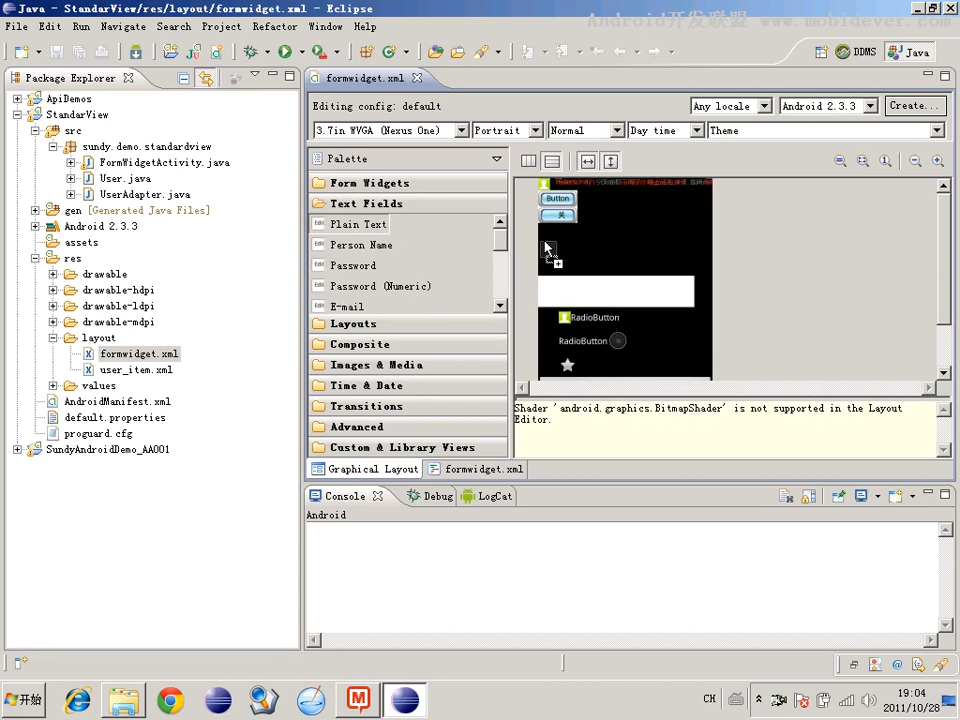 Java - StandarView/res/layout/formwidget.xml - Eclipse
Android开发联盟 www.mobidever.com
File Edit Run Navigate Search Project Refactor Window Help
DDMS Java
Package Explorer
formwidget.xml
ApiDemos
StandarView
src
sundy.demo.standardview
FormWidgetActivity.java
User.java
UserAdapter.java
gen [Generated Java Files]
Android 2.3.3
assets
res
drawable
drawable-hdpi
drawable-ldpi
drawable-mdpi
layout
formwidget.xml
user_item.xml
values
AndroidManifest.xml
default.properties
proguard.cfg
SundyAndroidDemo_AA001
Editing config: default
Any locale Android 2.3.3 Create...
3.7in WVGA (Nexus One) Portrait Normal Day time Theme
Palette
Form Widgets
Text Fields
Plain Text
Person Name
Password
Password (Numeric)
E-mail
Layouts
Composite
Images & Media
Time & Date
Transitions
Advanced
Custom & Library Views
Button
关
RadioButton
RadioButton
Shader 'android.graphics.BitmapShader' is not supported in the Layout
Editor.
Graphical Layout formwidget.xml
Console Debug LogCat
Android
开始
CH
19:04
2011/10/28